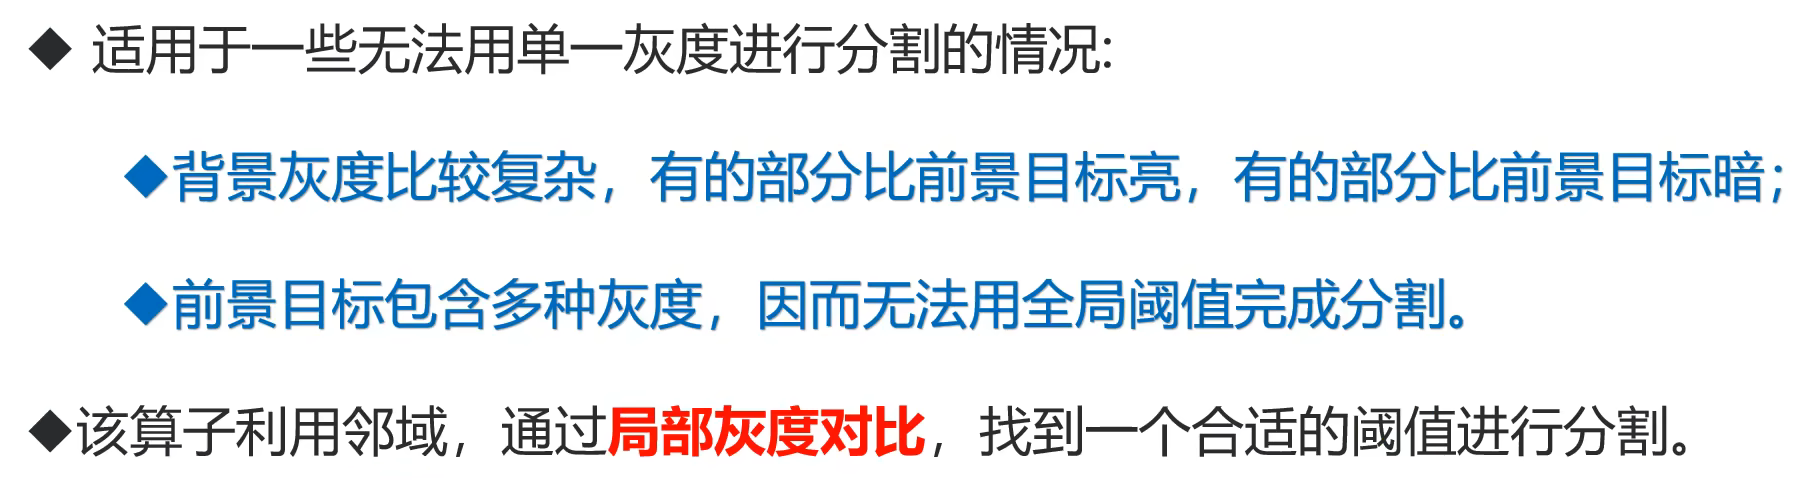 ◆ 适用于一些无法用单一灰度进行分割的情况:
◆背景灰度比较复杂，有的部分比前景目标亮，有的部分比前景目标暗；
◆前景目标包含多种灰度，因而无法用全局阈值完成分割。
◆该算子利用邻域，通过局部灰度对比，找到一个合适的阈值进行分割。